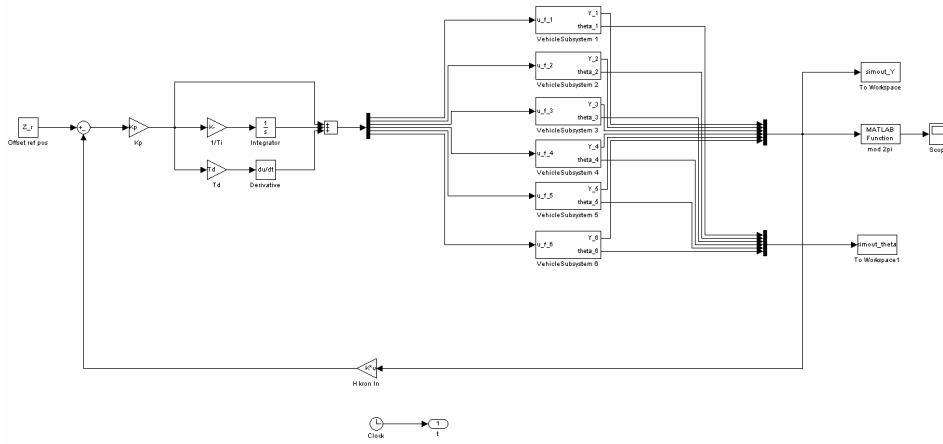 Z_r
Offset ref pos
Kp
Kp
1/Ti
1
s
Integrator
Td
Td
du/dt
Derivative
u_f_1
Y_1
theta_1
VehicleSubsystem 1
u_f_2
Y_2
theta_2
VehicleSubsystem 2
u_f_3
Y_3
theta_3
VehicleSubsystem 3
u_f_4
Y_4
theta_4
VehicleSubsystem 4
u_f_5
Y_5
theta_5
VehicleSubsystem 5
u_f_6
Y_6
theta_6
VehicleSubsystem 6
simout_Y
To Workspace
MATLAB
Function
mod 2pi
Scop
simout_theta
To Workspace1
K*u
H kron In
Clock
1
t